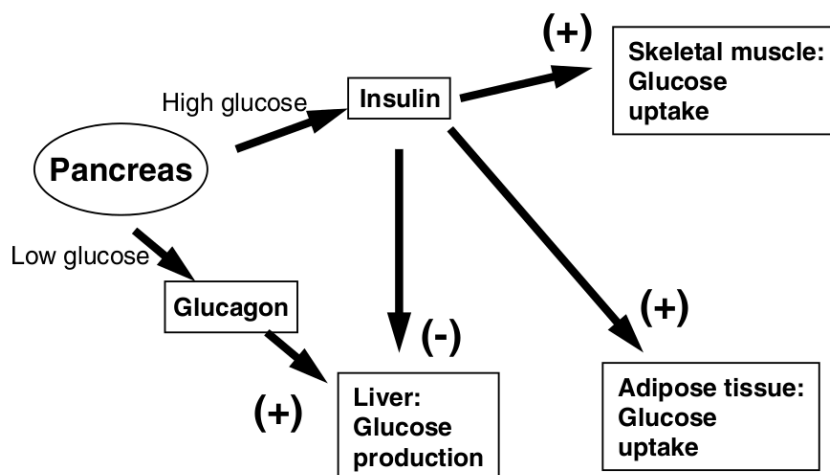 (+)
Skeletal muscle:
Glucose
uptake
High glucose
Insulin
Pancreas
Low glucose
Glucagon
(+)
(-)
(+)
Liver:
Glucose
production
Adipose tissue:
Glucose
uptake